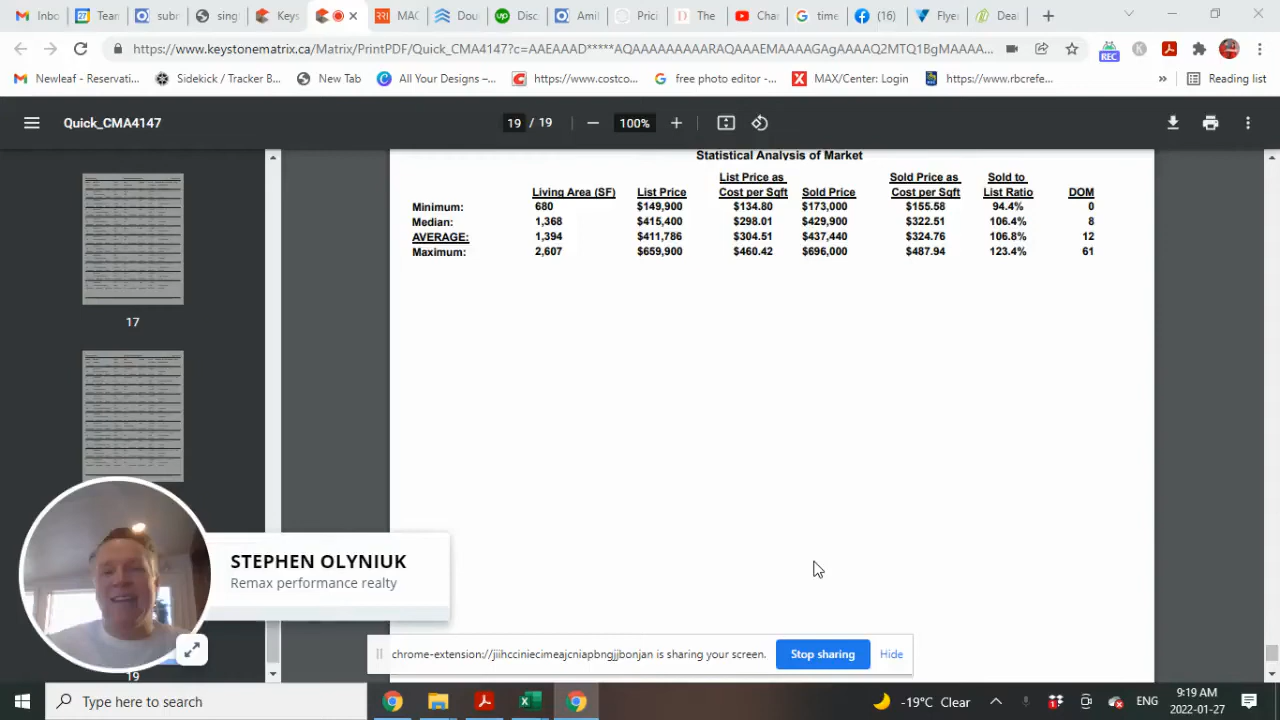 Inbo
Team
subm
sing
Keys
MAC
Dou
Disc
Ami
Prici
The
Cha
time
(16)
Flye
Deal
https://www.keystonematrix.ca/Matrix/PrintPDF/Quick_CMA4147?c=AAEAAAD*****AQAAAAAAAAARAQAAAEMAAAAGAgAAAAQ2MTQ1BgMAAAA...
REC
Newleaf - Reservati...
Sidekick / Tracker B...
New Tab
All Your Designs –...
https://www.costco...
free photo editor -...
MAX/Center: Login
https://www.rbcrefe...
Reading list
Quick_CMA4147
19 / 19
100%
Statistical Analysis of Market
List Price as Sold Price as Sold to
Living Area (SF) List Price Cost per Sqft Sold Price Cost per Sqft List Ratio DOM
Minimum: 680 $149,900 $134.80 $173,000 $155.58 94.4% 0
Median: 1,368 $415,400 $298.01 $429,900 $322.51 106.4% 8
AVERAGE: 1,394 $411,786 $304.51 $437,440 $324.76 106.8% 12
Maximum: 2,607 $659,900 $460.42 $696,000 $487.94 123.4% 61
17
19
STEPHEN OLYNIUK
Remax performance realty
chrome-extension://jiihcciniecimeajcniapbngjjbonjan is sharing your screen.
Stop sharing
Hide
Type here to search
-19°C Clear
ENG
9:19 AM
2022-01-27